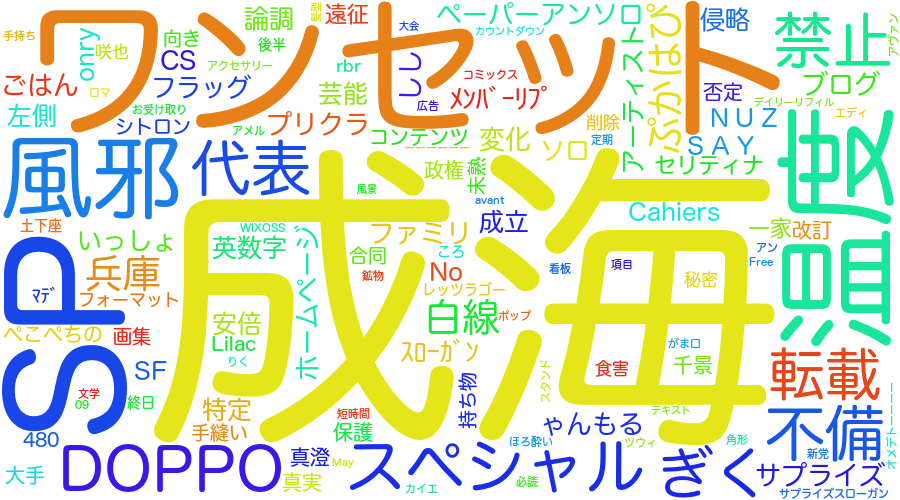 手持ち
論調
誤認
遠征
大会
ペーパーアンソロ
カウントダウン
侵略
禁止
アヴァン
ワンセット
omry
咲也
向き
CS
後半
アクセサリー
rbr
しし
コミックス
アーティスト
ぷかはぴ
ブログ
ごはん
ロマ
フラッグ
芸能
広告
ﾒﾝﾊﾞｰﾘﾌﾟ
否定
デイリーリフィル
左側
お受け取り
シトロン
プリクラ
アメル
コンテンツ
変化
削除
ソロ
定期
NUZ
SAY
エディ
風邪
代表
風景
政権
未熟
セリティナ
avant
成海
Cahiers
土下座
WIXOSS
成立
一家
改訂
いっしょ
英数字
ホームページ
ファミリ
合同
ころ
アン
Free
温度
兵庫
SP
ﾏﾃﾞ
フォーマット
鉱物
No
レッツラゴー
看板
項目
秘密
ぺこぺちの
画集
安倍
Lilac
白線
ポップ
がま口
りく
ｽﾛｰｶﾞﾝ
千景
転載
SF
文学
09
終日
特定
持ち物
スタンド
食害
短時間
テキスト
480
手縫い
保護
ゃんもる
不備
オメデトーーーー
大手
DOPPO
真澄
真実
May
スペシャル
ほろ酔い
ツウィ
角形
新党
ぎく
サプライズ
カイエ
必読
サプライズスローガン